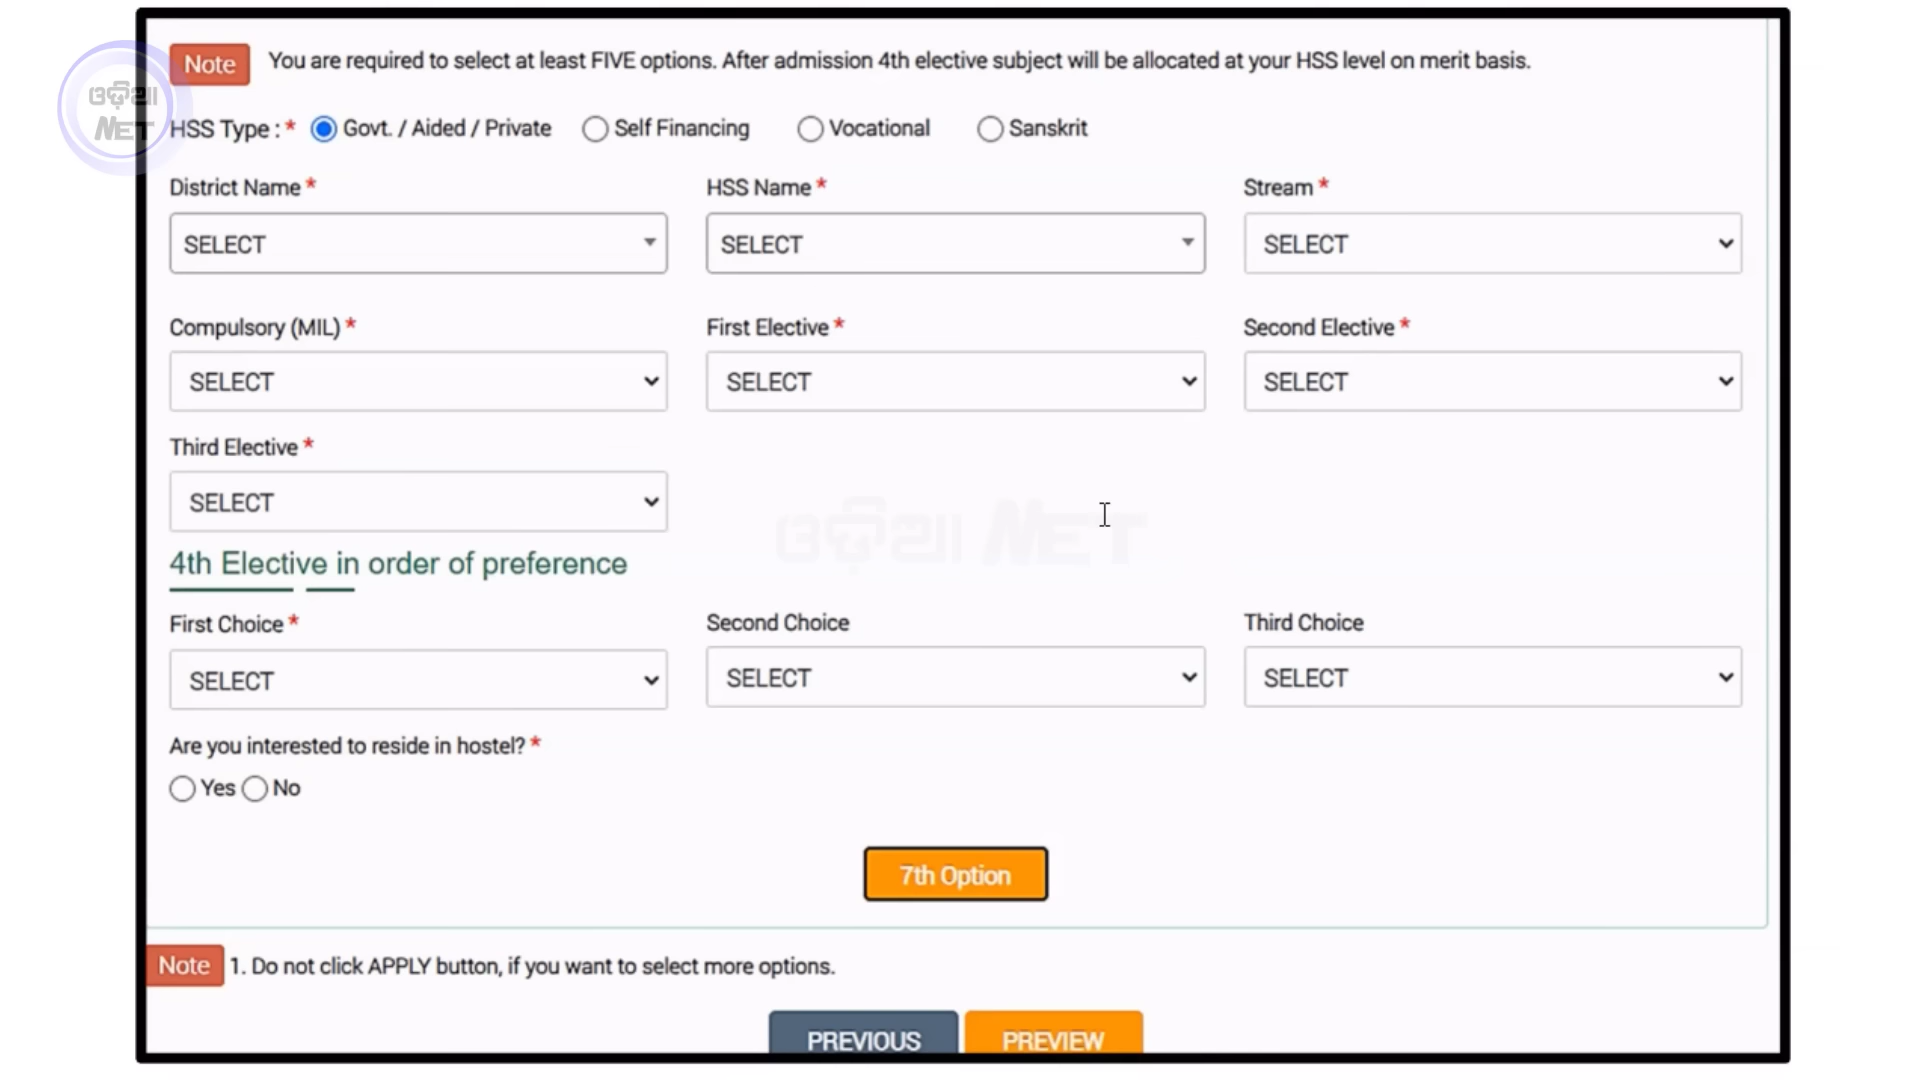 Note You are required to select at least FIVE options. After admission 4th elective subject will be allocated at your HSS level on merit basis.
ଓଡ଼ିଆ
NET
HSS Type : * Govt. / Aided / Private Self Financing Vocational Sanskrit
District Name * HSS Name * Stream *
SELECT SELECT SELECT
Compulsory (MIL) * First Elective * Second Elective *
SELECT SELECT SELECT
Third Elective *
SELECT
ଓଡ଼ିଆ NET
4th Elective in order of preference
First Choice * Second Choice Third Choice
SELECT SELECT SELECT
Are you interested to reside in hostel? *
Yes No
7th Option
Note 1. Do not click APPLY button, if you want to select more options.
PREVIOUS PREVIEW